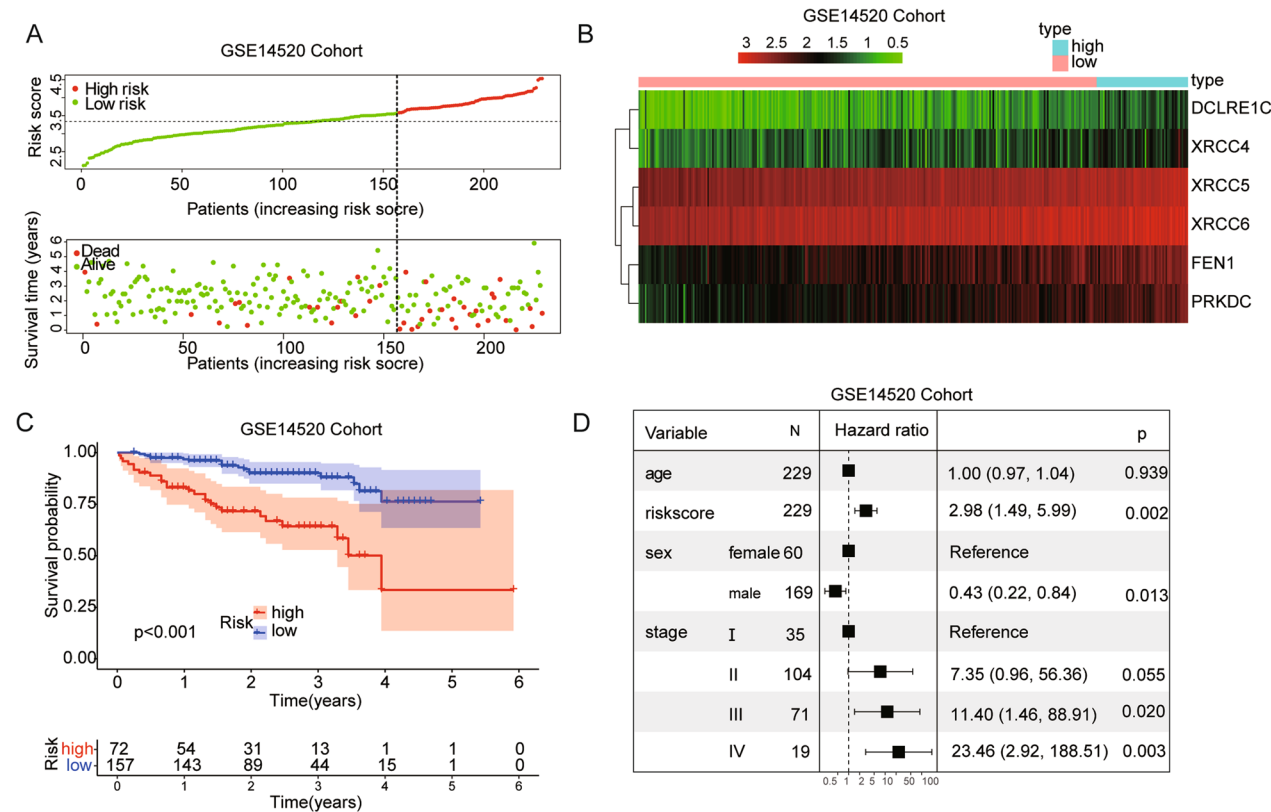 A
GSE14520 Cohort
Risk score
4.5
3.5
2.5
High risk
Low risk
0 50 100 150 200
Patients (increasing risk socre)
Survival time (years)
6
5
4
3
2
1
0
Dead
Alive
0 50 100 150 200
Patients (increasing risk socre)
B
GSE14520 Cohort
3 2.5 2 1.5 1 0.5
type
high
low
type
DCLRE1C
XRCC4
XRCC5
XRCC6
FEN1
PRKDC
C
GSE14520 Cohort
Survival probability
1.00
0.75
0.50
0.25
0.00
p<0.001
Risk
high
low
0 1 2 3 4 5 6
Time(years)
Risk
high 72 54 31 13 1 1 0
low 157 143 89 44 15 1 0
0 1 2 3 4 5 6
Time(years)
D
GSE14520 Cohort
Variable N Hazard ratio p
age 229 1.00 (0.97, 1.04) 0.939
riskscore 229 2.98 (1.49, 5.99) 0.002
sex female 60 Reference
male 169 0.43 (0.22, 0.84) 0.013
stage I 35 Reference
II 104 7.35 (0.96, 56.36) 0.055
III 71 11.40 (1.46, 88.91) 0.020
IV 19 23.46 (2.92, 188.51) 0.003
0.5 1 2 5 10 50 100